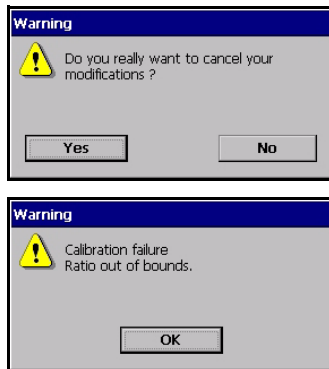 Warning
Do you really want to cancel your
modifications ?
Yes
No
Warning
Calibration failure
Ratio out of bounds.
OK